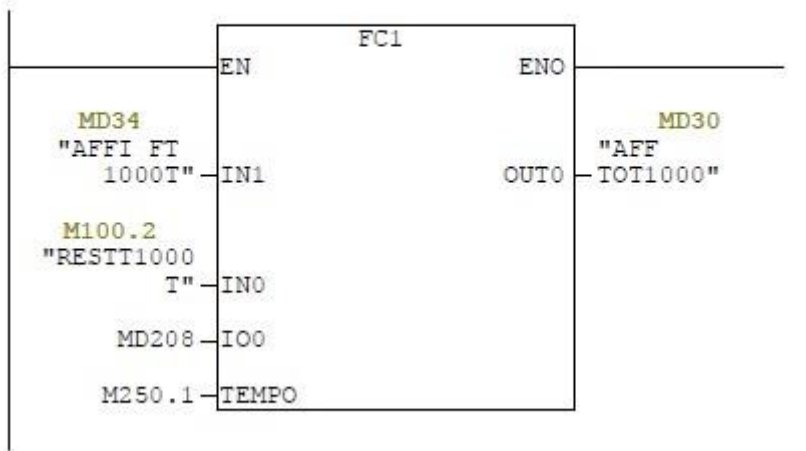 FC1
EN
ENO
MD34
"AFFI FT
1000T"
IN1
OUT0
MD30
"AFF
TOT1000"
M100.2
"RESTT1000
T"
IN0
MD208
IO0
M250.1
TEMPO